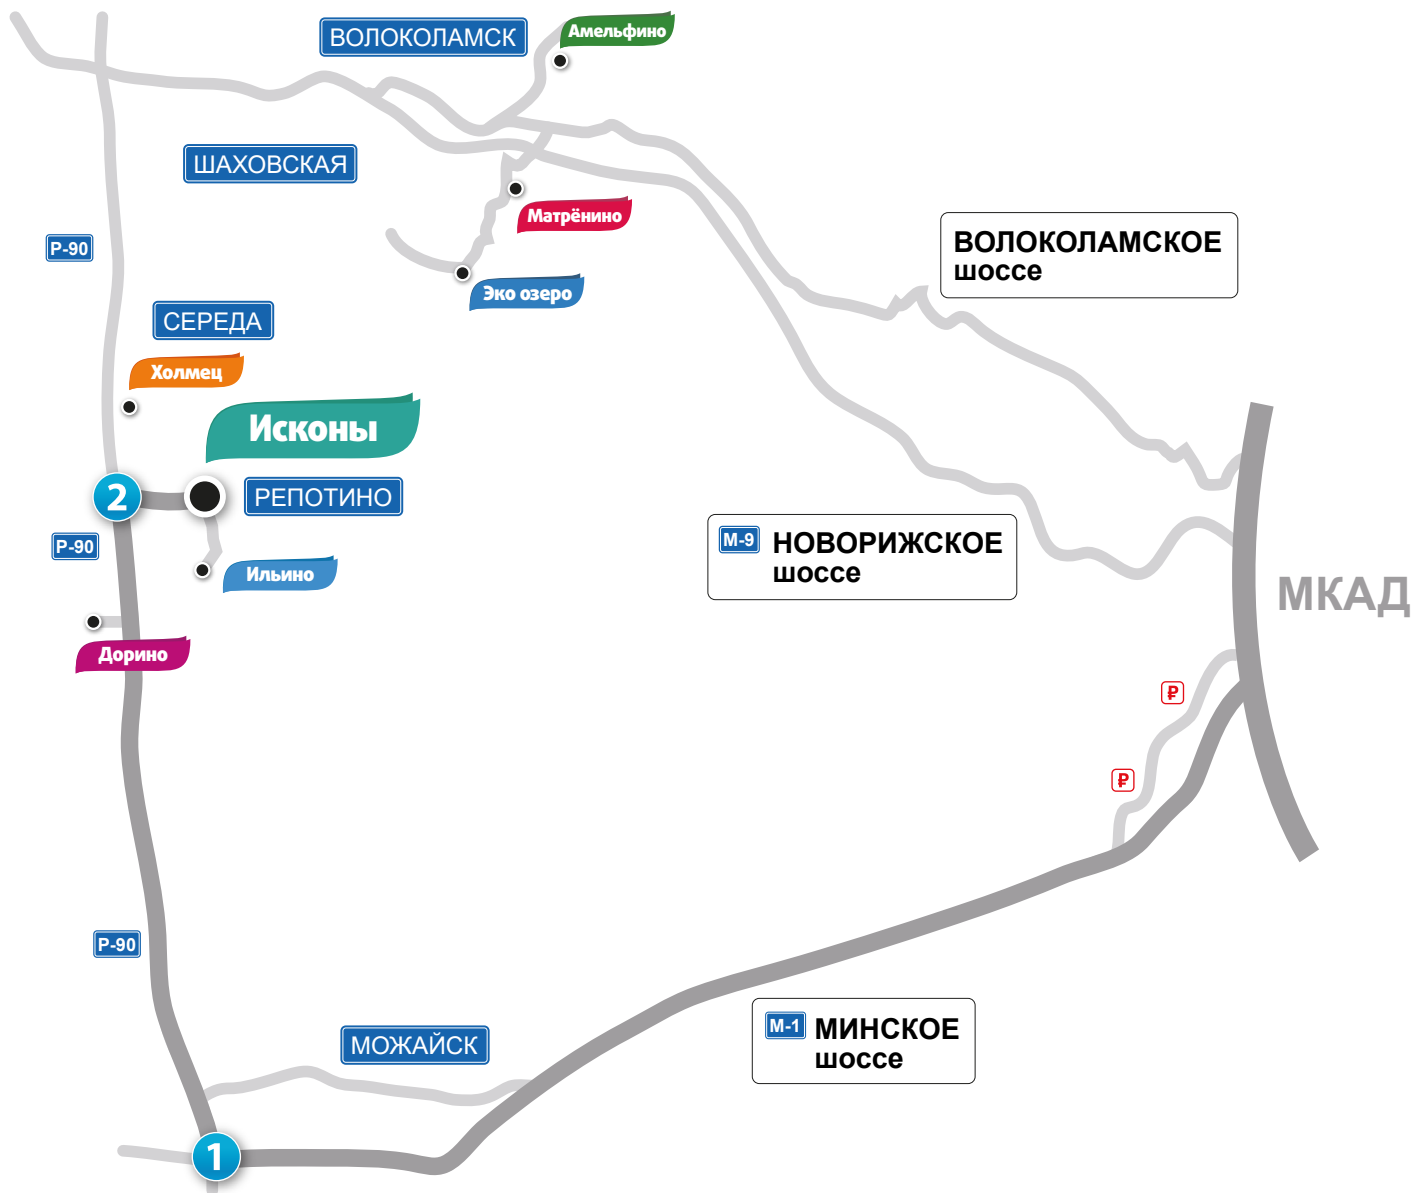 ВОЛОКОЛАМСК
Амельфино
ШАХОВСКАЯ
Матрёнино
Р-90
ВОЛОКОЛАМСКОЕ
шоссе
Эко озеро
СЕРЕДА
Холмец
Исконы
2
РЕПОТИНО
Р-90
М-9 НОВОРИЖСКОЕ
шоссе
Ильино
МКАД
Дорино
₽
₽
Р-90
М-1 МИНСКОЕ
шоссе
МОЖАЙСК
1